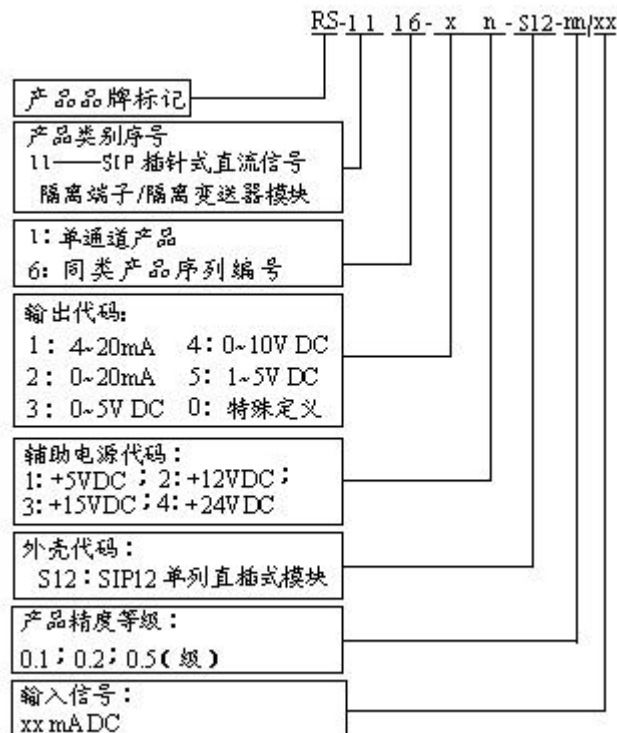 RS-11 16-x n-S12-nn/xx
产品品牌标记
产品类别序号
11——SIP 插针式直流信号
隔离端子/隔离变送器模块
1：单通道产品
6：同类产品序列编号
输出代码：
1：4~20mA 4：0~10V DC
2：0~20mA 5：1~5V DC
3：0~5V DC 0：特殊定义
辅助电源代码：
1：+5VDC；2：+12VDC；
3：+15VDC；4：+24VDC
外壳代码：
S12：SIP12 单列直插式模块
产品精度等级：
0.1；0.2；0.5（级）
输入信号：
xx mA DC